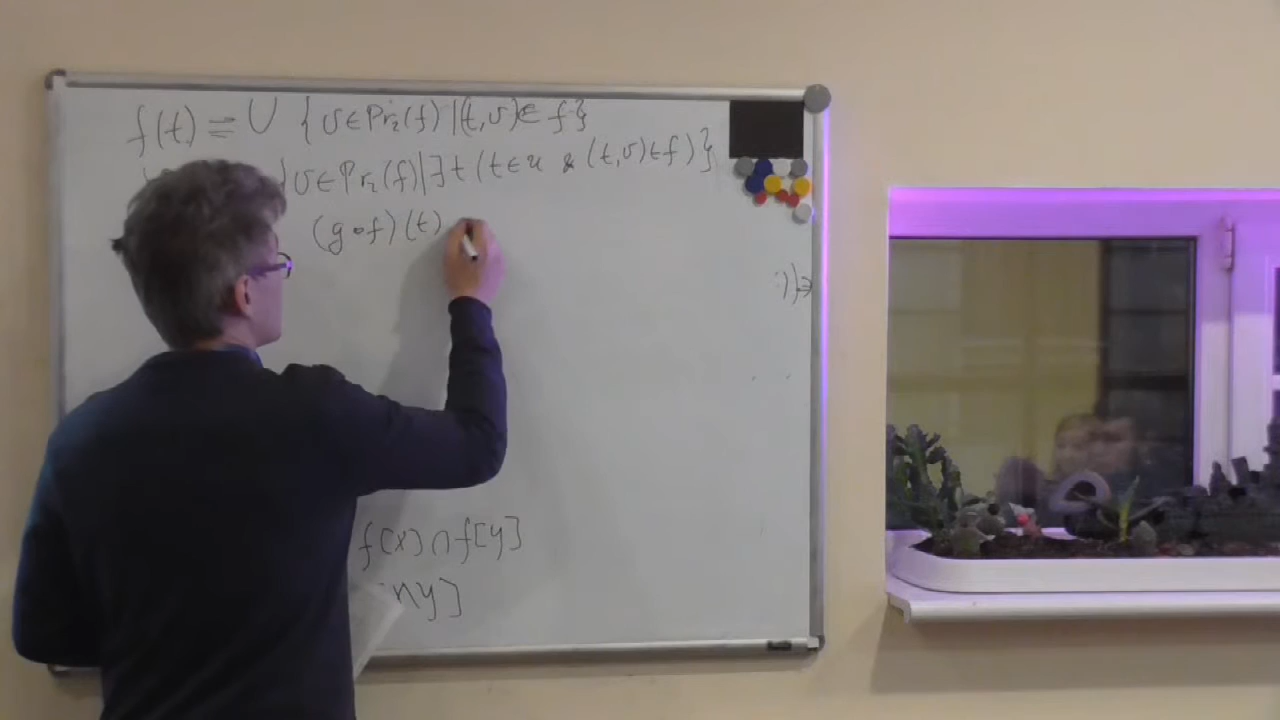 f(t) ⇌ ∪ {υ ∈ Pr₂(f) | (t,υ) ∈ f}
{υ ∈ Pr₂(f) | ∃t (t ∈ u & (t,υ) ∈ f)}
(g∘f)(t)
f[x] ∩ f[y]
∩y]